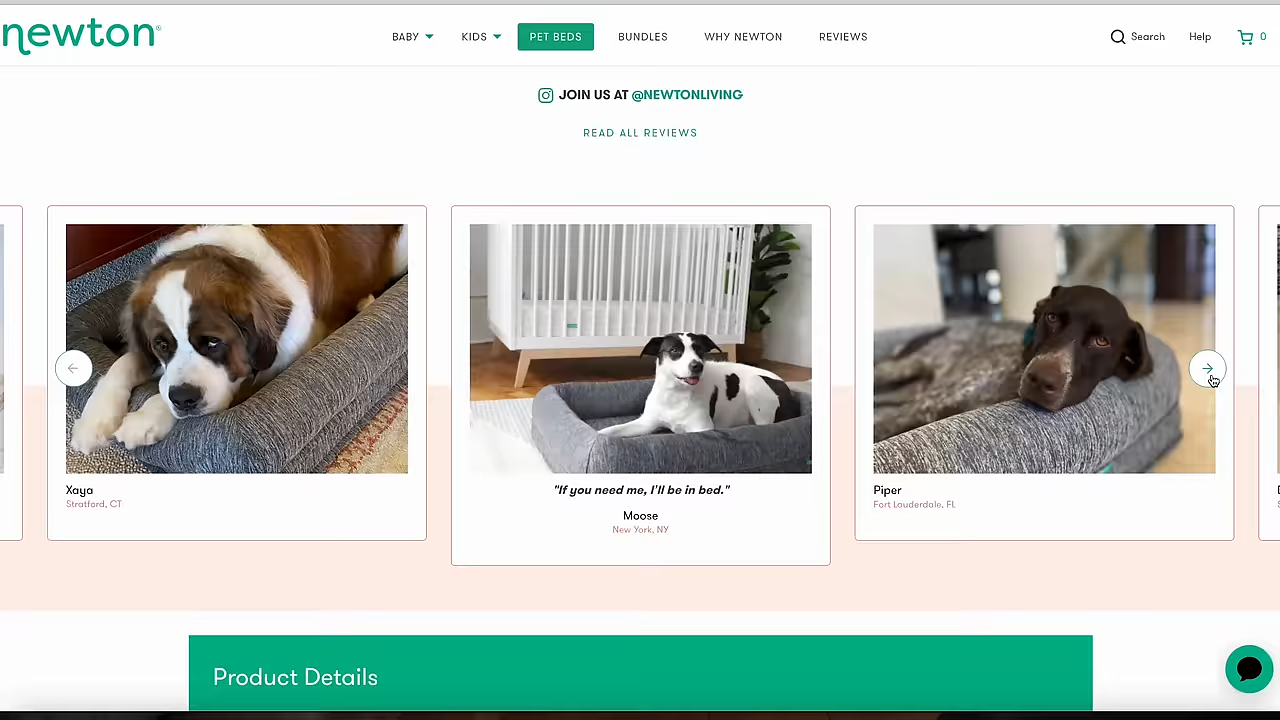 newton®
BABY KIDS PET BEDS BUNDLES WHY NEWTON REVIEWS Search Help 0
JOIN US AT @NEWTONLIVING
READ ALL REVIEWS
Xaya
Stratford, CT
"If you need me, I'll be in bed."
Moose
New York, NY
Piper
Fort Lauderdale, FL
Product Details